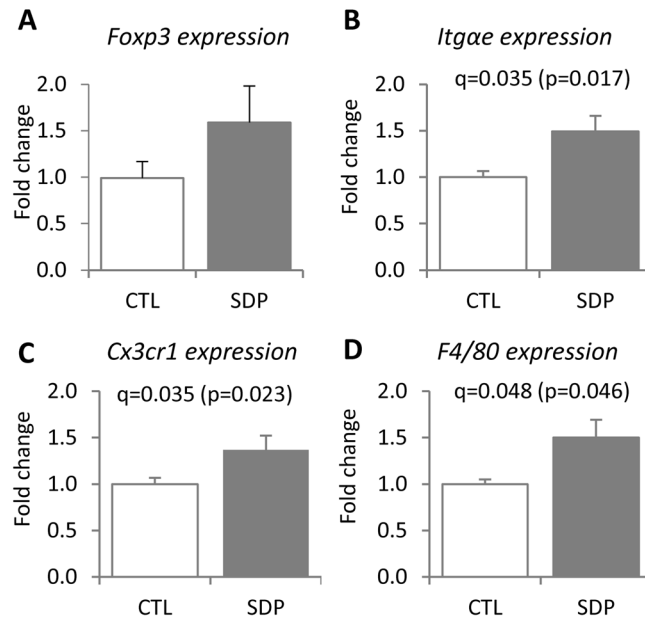 A
Foxp3 expression
2.0
1.5
1.0
0.5
0.0
Fold change
CTL SDP
B
Itgαe expression
q=0.035 (p=0.017)
2.0
1.5
1.0
0.5
0.0
Fold change
CTL SDP
C
Cx3cr1 expression
q=0.035 (p=0.023)
2.0
1.5
1.0
0.5
0.0
Fold change
CTL SDP
D
F4/80 expression
q=0.048 (p=0.046)
2.0
1.5
1.0
0.5
0.0
Fold change
CTL SDP